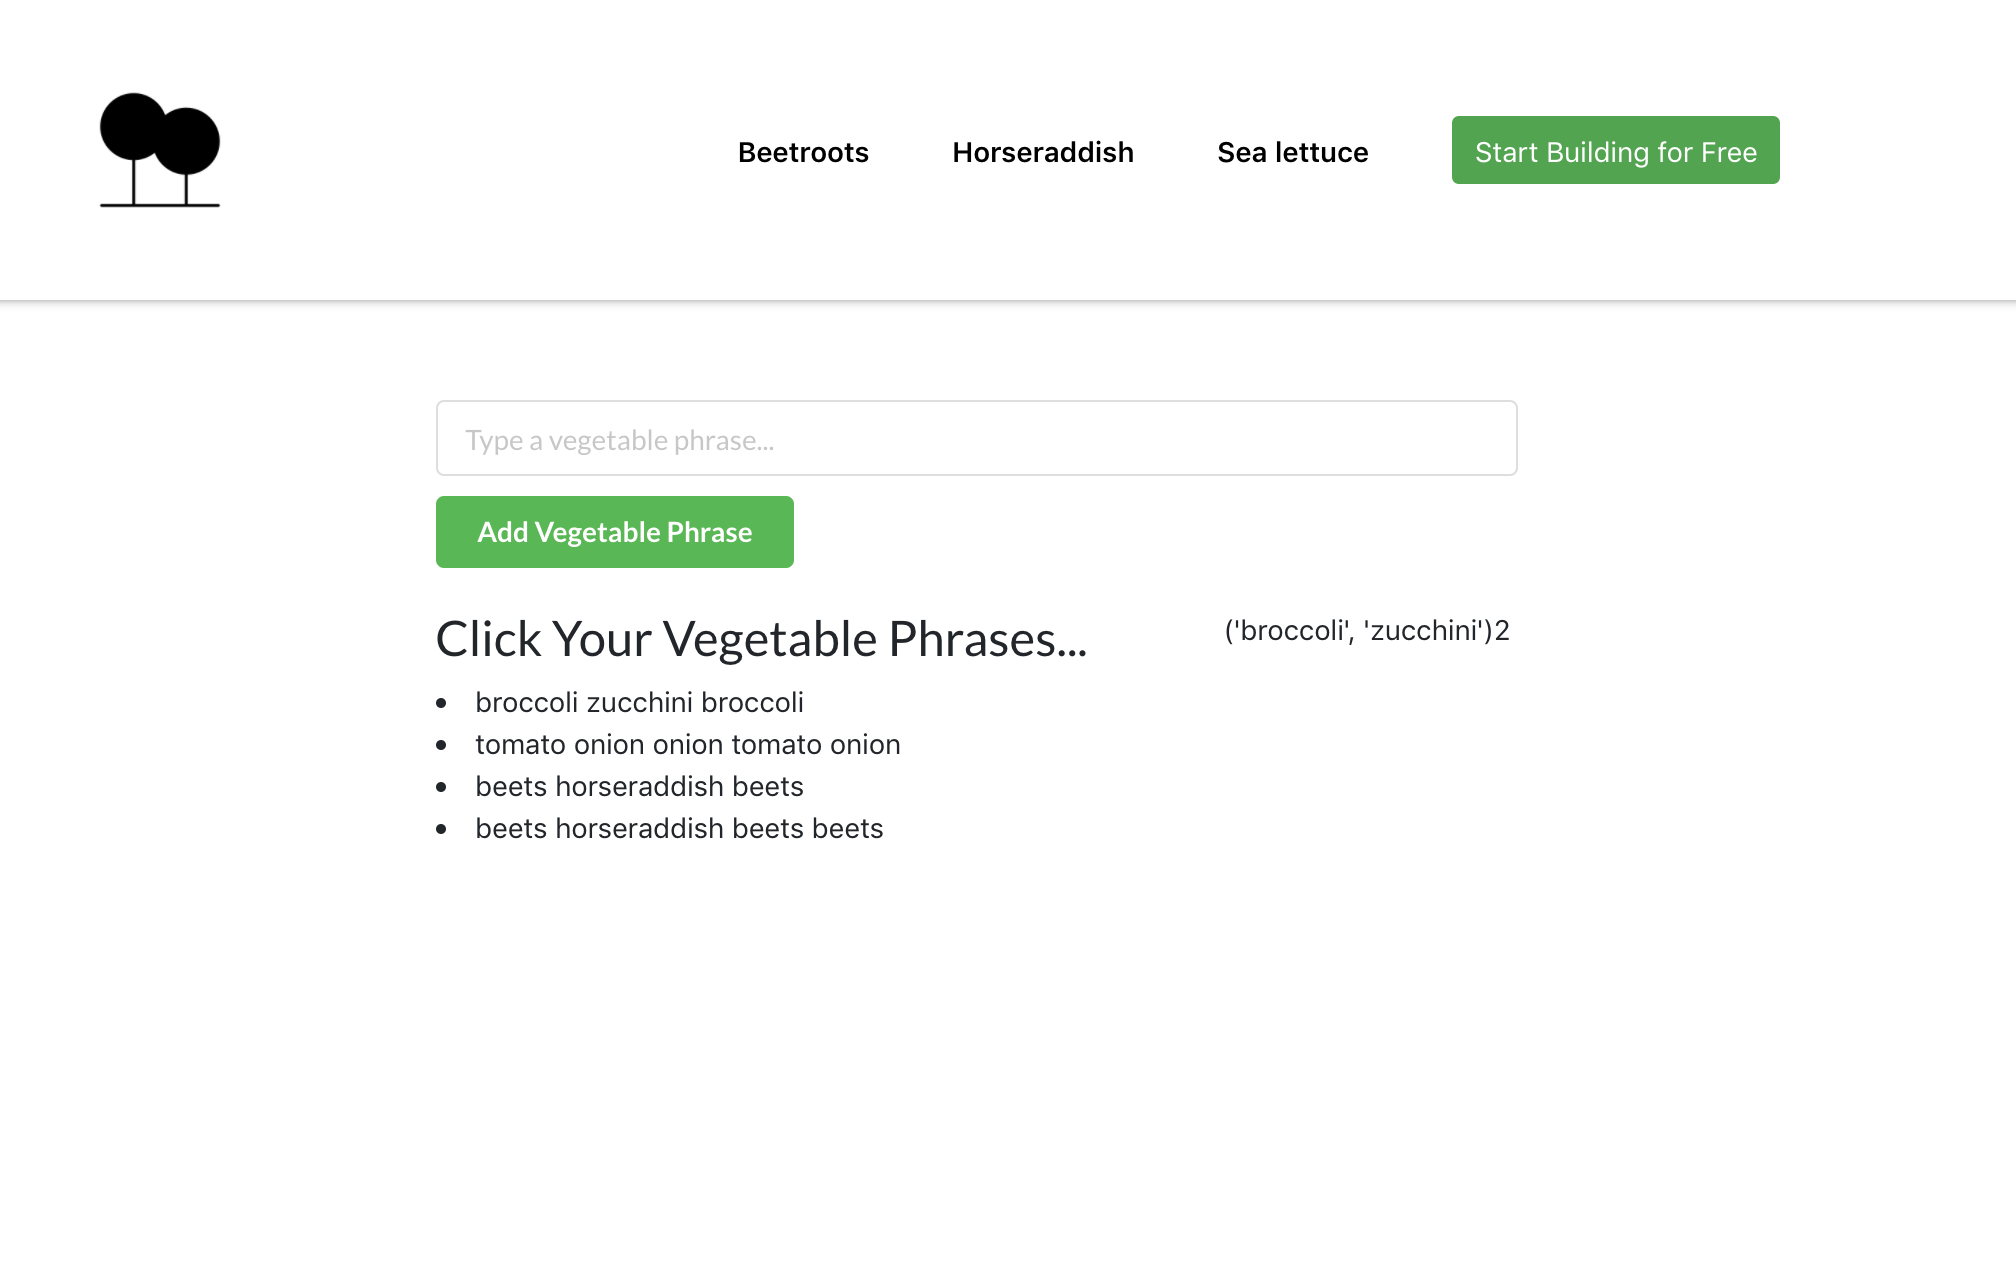 Beetroots Horseraddish Sea lettuce Start Building for Free
Type a vegetable phrase...
Add Vegetable Phrase
Click Your Vegetable Phrases... ('broccoli', 'zucchini')2
broccoli zucchini broccoli
tomato onion onion tomato onion
beets horseraddish beets
beets horseraddish beets beets